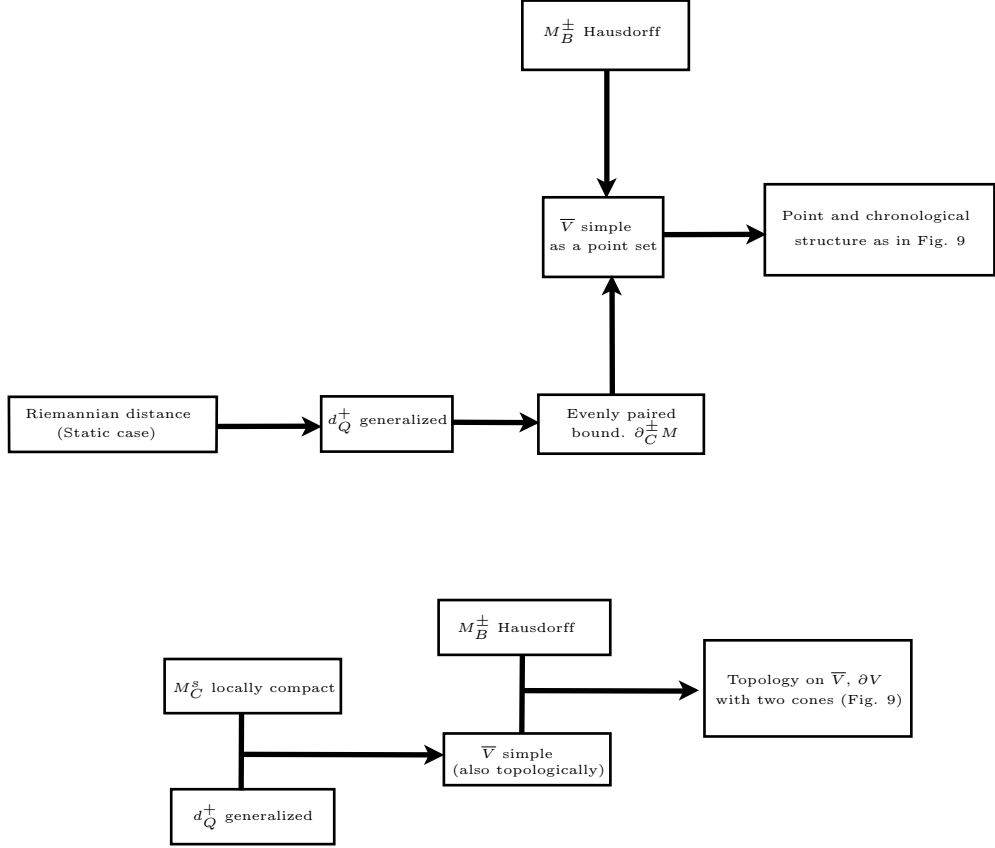 M_B^± Hausdorff
V̅ simple
as a point set
Point and chronological
structure as in Fig. 9
Riemannian distance
(Static case)
d_Q^+ generalized
Evenly paired
bound. ∂_C^± M
M_B^± Hausdorff
M_C^s locally compact
Topology on V̅, ∂V
with two cones (Fig. 9)
V̅ simple
(also topologically)
d_Q^+ generalized